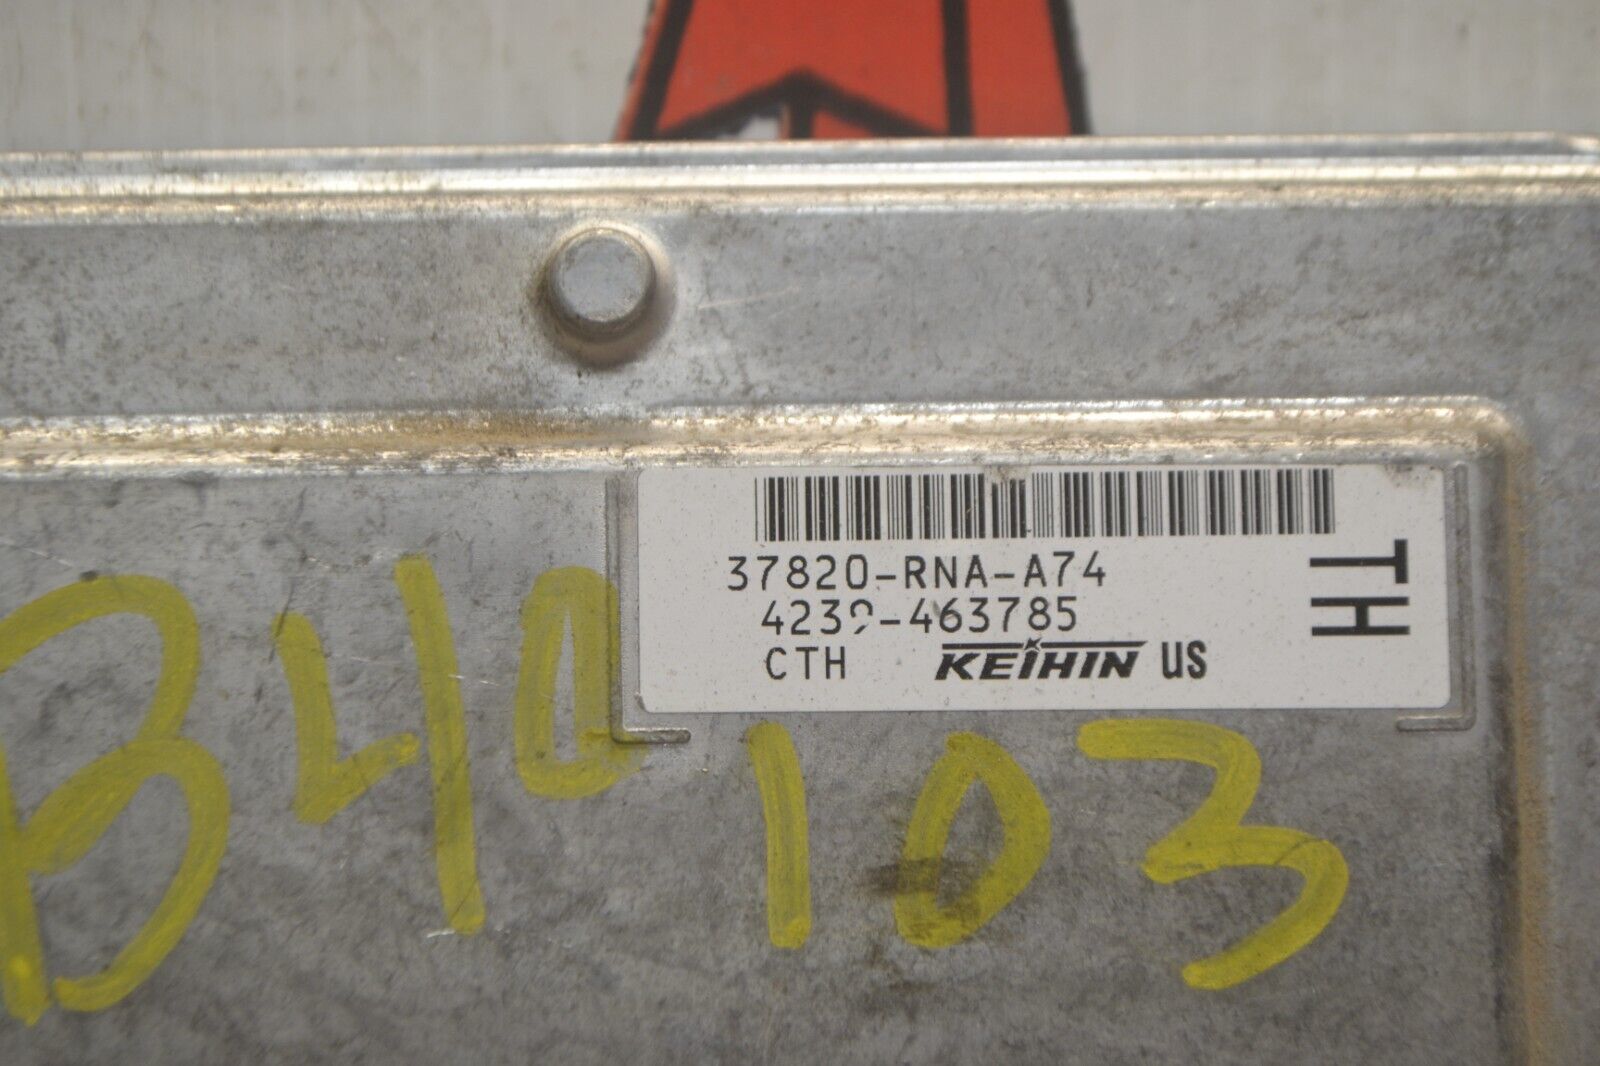 37820-RNA-A74
4239-463785
CTH KEIHIN US
TH
B40
103